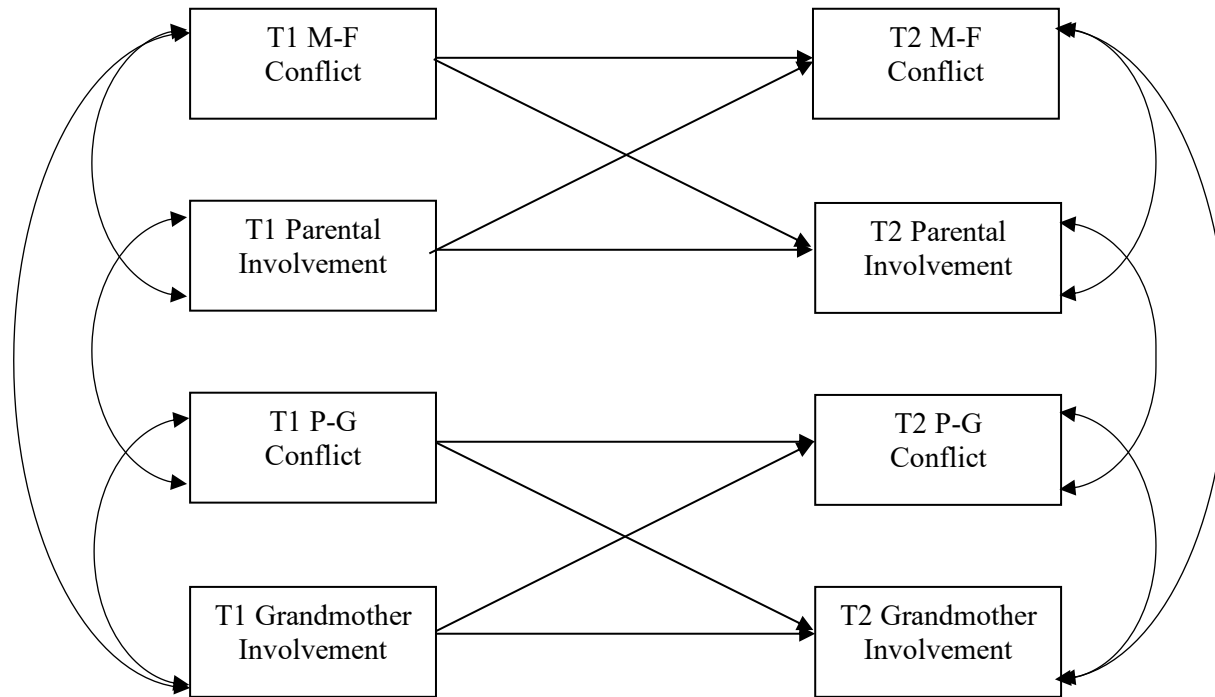 T1 M-F
Conflict
T2 M-F
Conflict
T1 Parental
Involvement
T2 Parental
Involvement
T1 P-G
Conflict
T2 P-G
Conflict
T1 Grandmother
Involvement
T2 Grandmother
Involvement